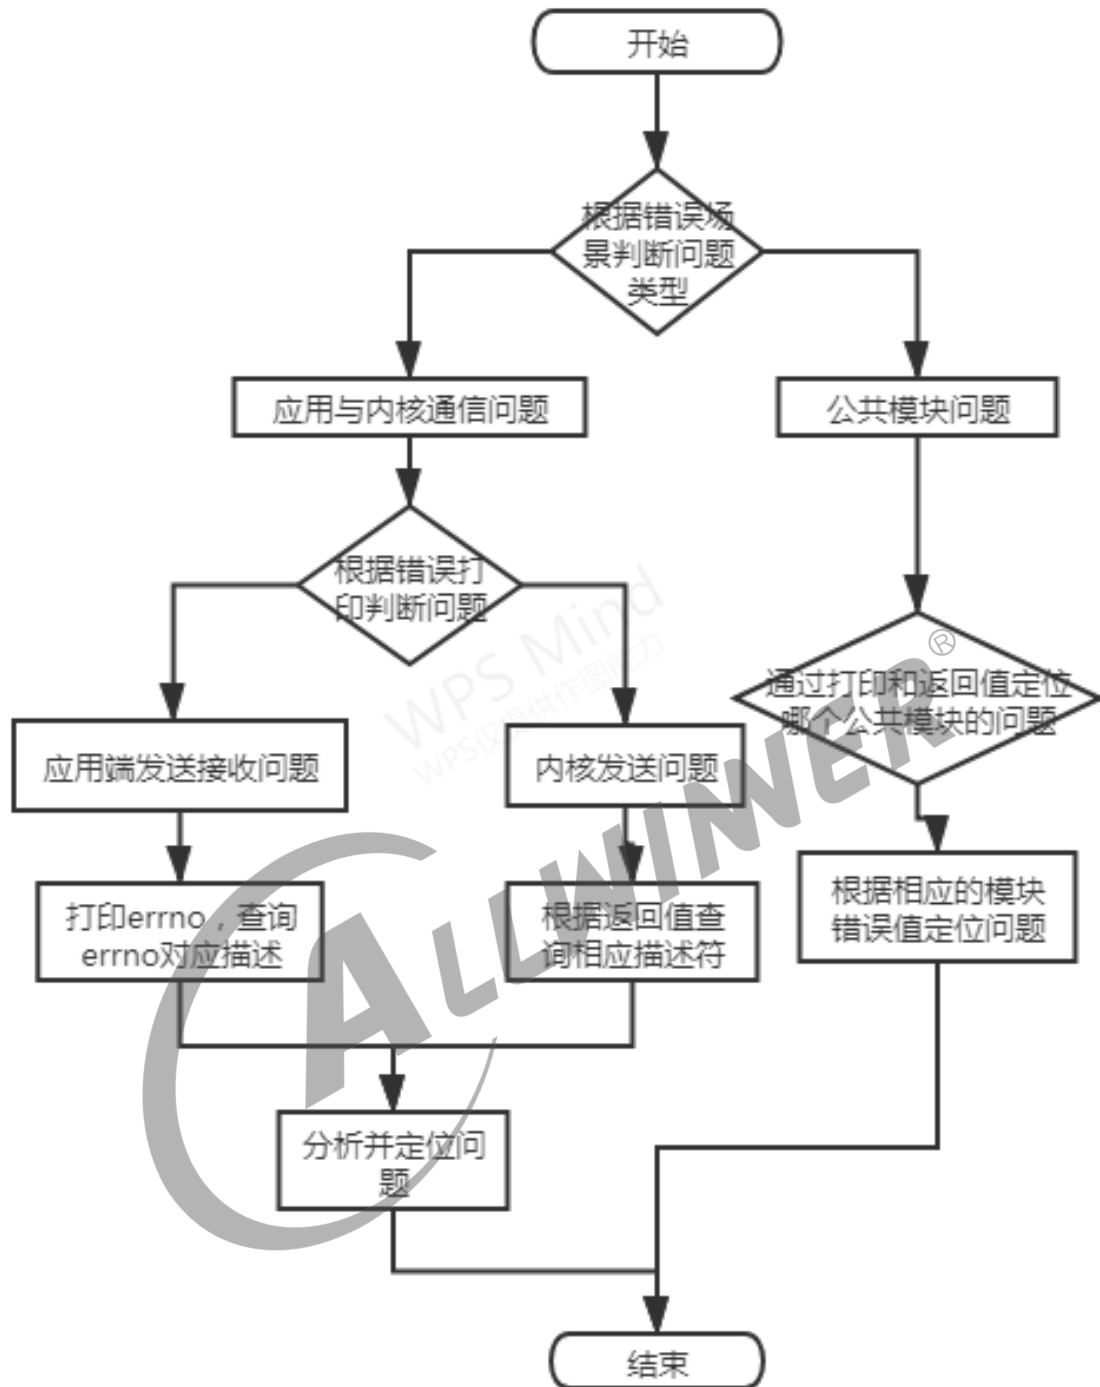 开始
根据错误场
景判断问题
类型
应用与内核通信问题
公共模块问题
根据错误打
印判断问题
通过打印和返回值定位
哪个公共模块的问题
应用端发送接收问题
内核发送问题
打印errno，查询
errno对应描述
根据返回值查
询相应描述符
根据相应的模块
错误值定位问题
分析并定位问
题
结束
WPS Mind
ALLWINNER®